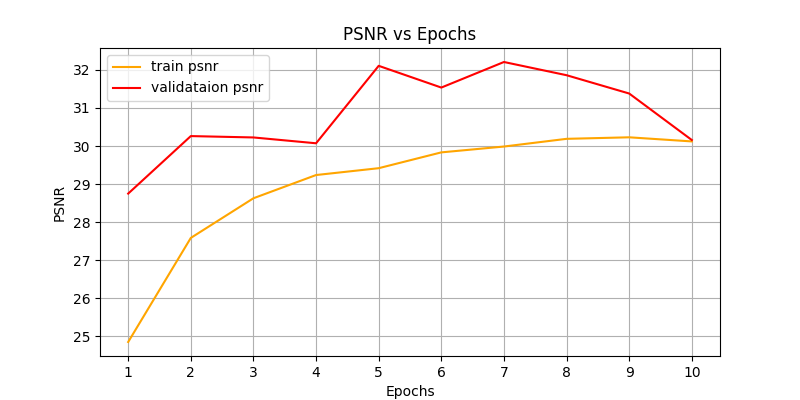 PSNR vs Epochs
train psnr
validataion psnr
32
31
30
29
28
27
26
25
PSNR
1 2 3 4 5 6 7 8 9 10
Epochs